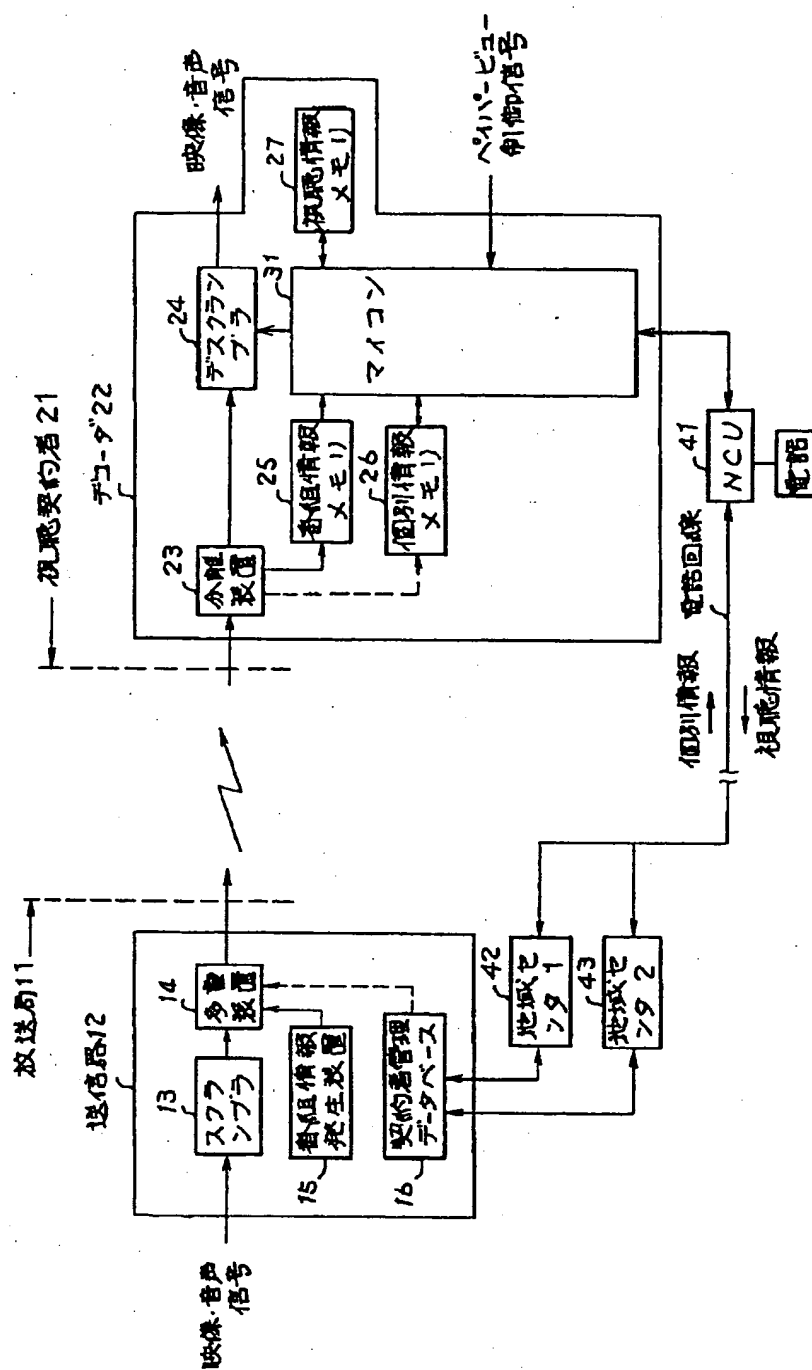 放送局11
送信器12
映像・音声
信号
13
スクラ
ンブラ
14
多重
装置
15
番組情報
発生装置
16
契約者管理
データベース
42
地域セ
ンタ1
43
地域セ
ンタ2
視聴契約者21
デコーダ22
23
分離
装置
24
デスクラン
ブラ
映像・音声
信号
25
番組情報
メモリ
26
個別情報
メモリ
27
視聴情報
メモリ
31
マイコン
ペイパービュー
制御信号
個別情報
視聴情報
電話回線
41
NCU
電話